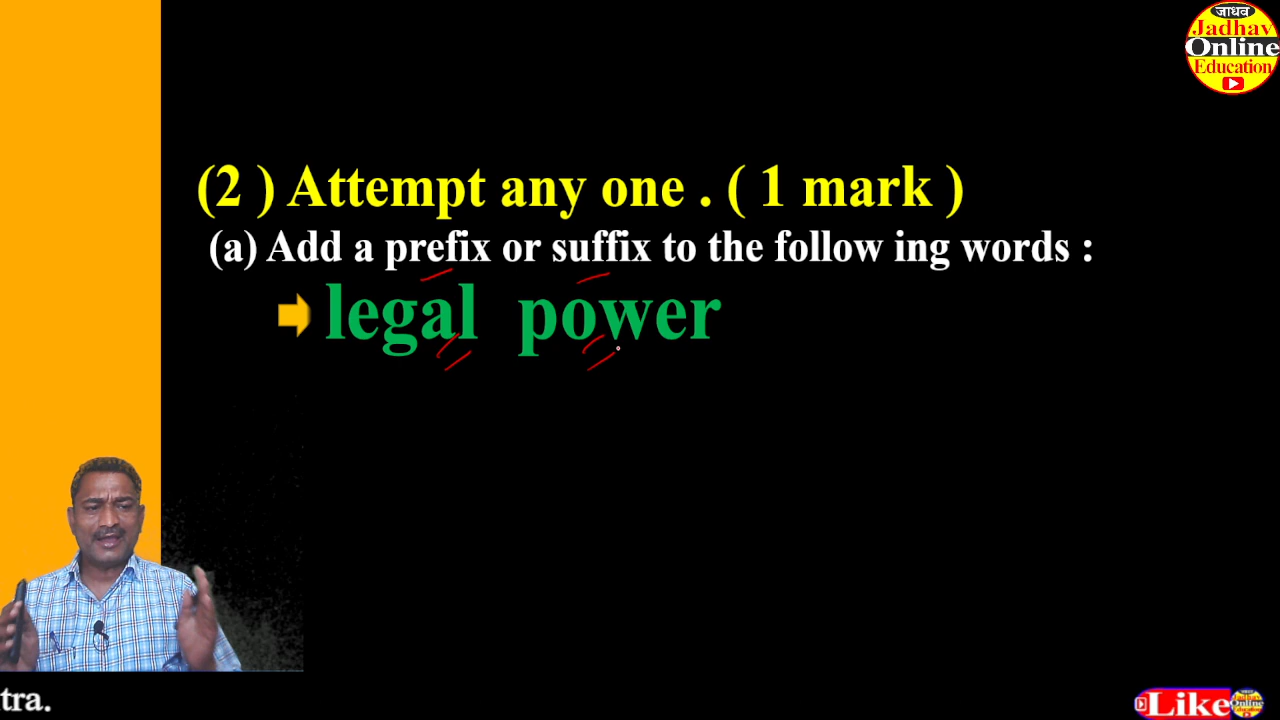 जाधव
Jadhav
Online
Education
(2 ) Attempt any one . ( 1 mark )
(a) Add a prefix or suffix to the follow ing words :
legal power
tra.
Like